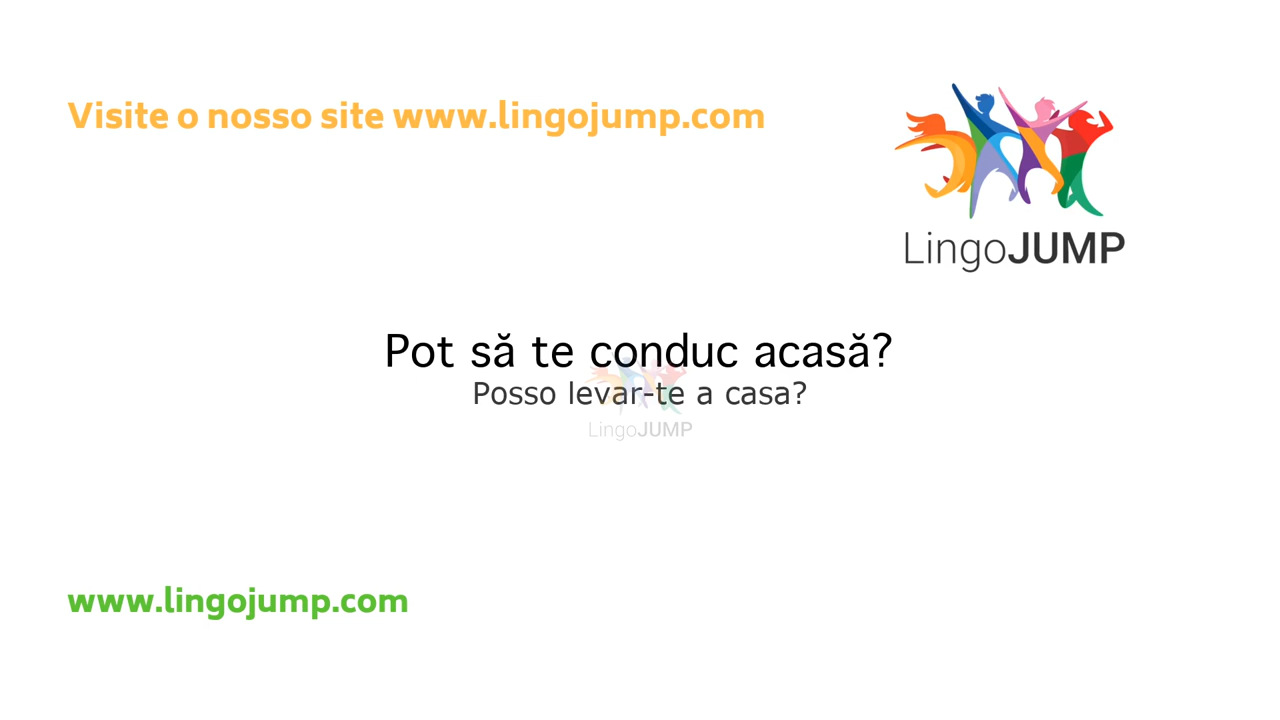 Visite o nosso site www.lingojump.com
LingoJUMP
Pot să te conduc acasă?
Posso levar-te a casa?
LingoJUMP
www.lingojump.com